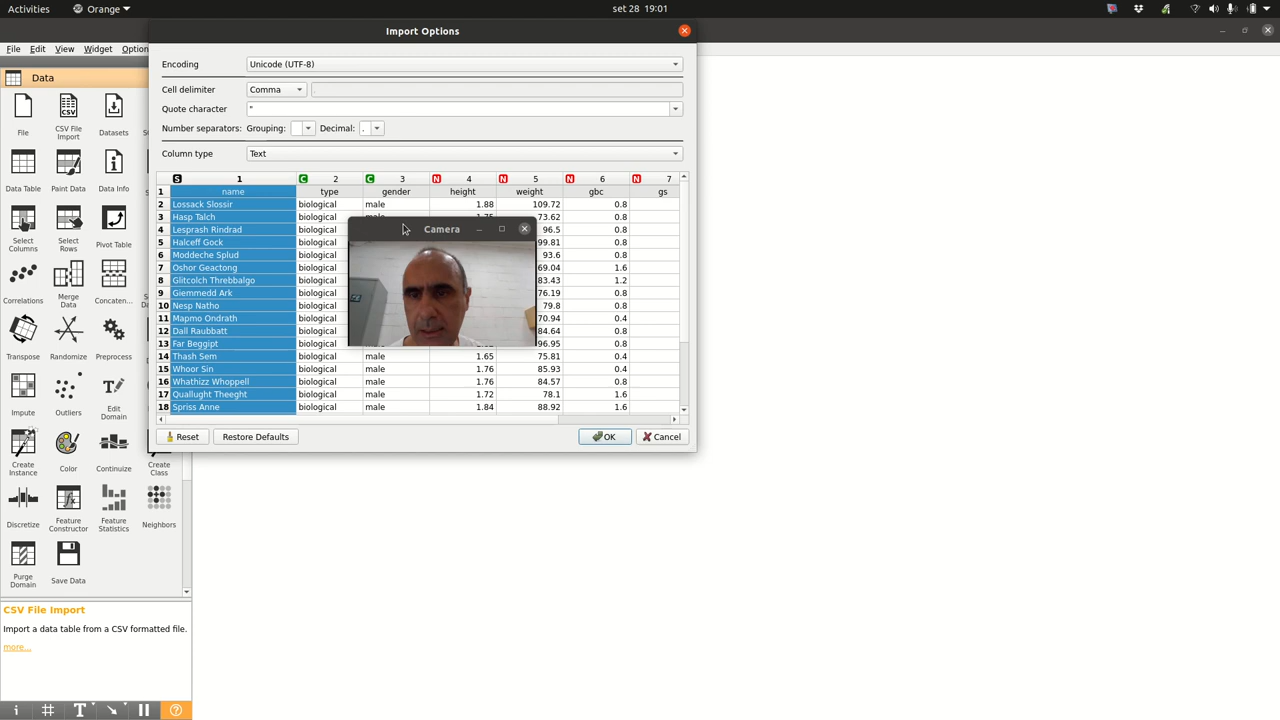 Activities Orange set 28 19:01
Import Options
File Edit View Widget Option
Encoding Unicode (UTF-8)
Data
Cell delimiter Comma
Quote character "
Number separators: Grouping: Decimal: .
Column type Text
File CSV File Import Datasets
Data Table Paint Data Data Info
Select Columns Select Rows Pivot Table
Correlations Merge Data Concaten...
Transpose Randomize Preprocess
Impute Outliers Edit Domain
Create Instance Color Continuize Create Class
Discretize Feature Constructor Feature Statistics Neighbors
Purge Domain Save Data
S 1 C 2 C 3 N 4 N 5 N 6 N 7
1 name type gender height weight gbc gs
2 Lossack Slossir biological male 1.88 109.72 0.8
3 Hasp Talch biological 73.62 0.8
4 Lesprash Rindrad biological 96.5 0.8
5 Halceff Gock biological 99.81 0.8
6 Moddeche Splud biological 93.6 0.8
7 Oshor Geactong biological 69.04 1.6
8 Glitcolch Threbbalgo biological 83.43 1.2
9 Giemmedd Ark biological 76.19 0.8
10 Nesp Natho biological 79.8 0.8
11 Mapmo Ondrath biological 70.94 0.4
12 Dall Raubbatt biological 84.64 0.8
13 Far Beggipt biological 96.95 0.8
14 Thash Sem biological male 1.65 75.81 0.4
15 Whoor Sin biological male 1.76 85.93 0.4
16 Whathizz Whoppell biological male 1.76 84.57 0.8
17 Quallught Theeght biological male 1.72 78.1 1.6
18 Spriss Anne biological male 1.84 88.92 1.6
Camera
Reset Restore Defaults OK Cancel
CSV File Import
Import a data table from a CSV formatted file.
more...